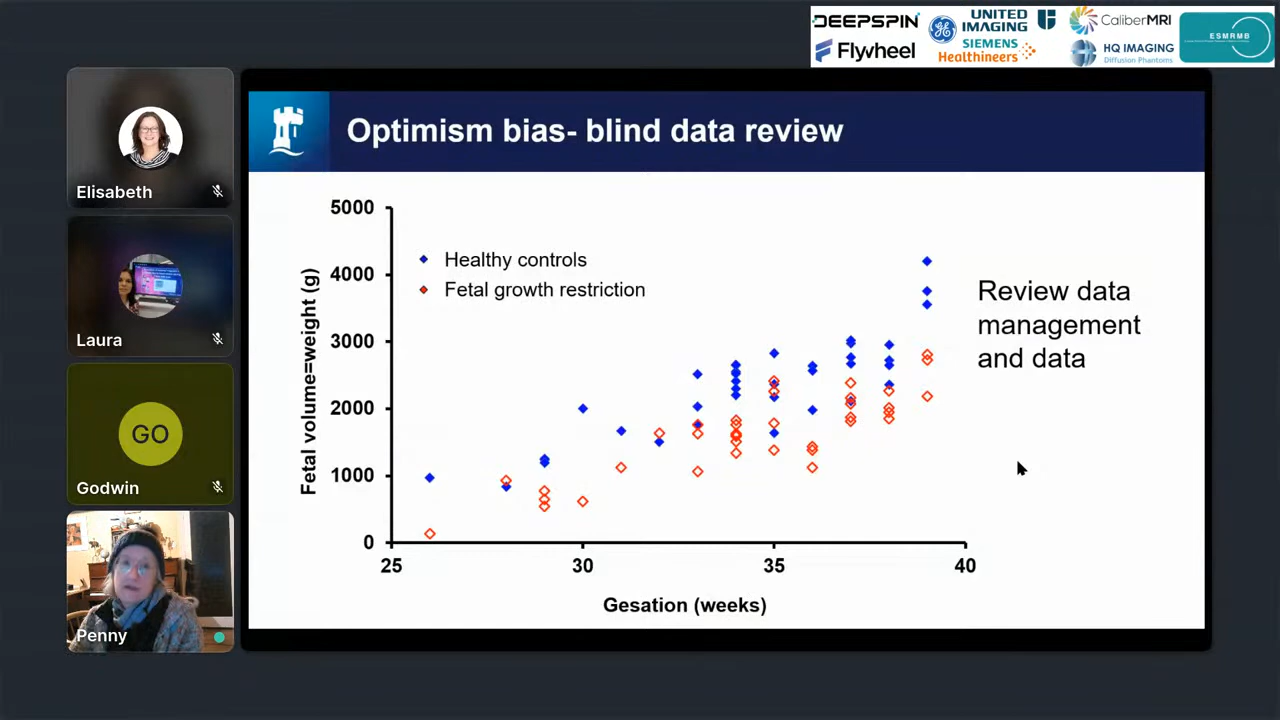 DEEPSPIN
UNITED
IMAGING
CaliberMRI
ESMRMB
Flywheel
SIEMENS
Healthineers
HQ IMAGING
Diffusion Phantoms
Elisabeth
Laura
GO
Godwin
Penny
Optimism bias- blind data review
5000
4000
3000
2000
1000
0
Fetal volume=weight (g)
Healthy controls
Fetal growth restriction
25
30
35
40
Gesation (weeks)
Review data
management
and data